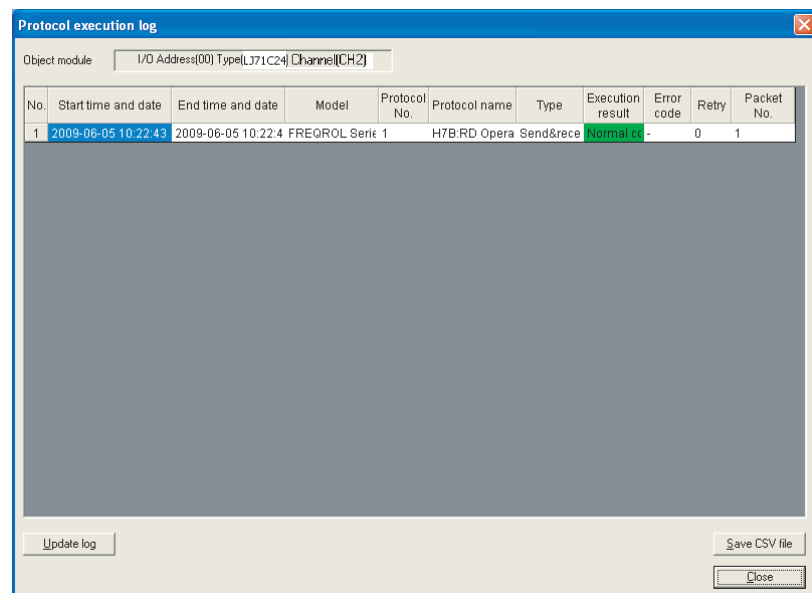 Protocol execution log
Object module I/O Address(00) Type(LJ71C24) Channel(CH2)
No. Start time and date End time and date Model Protocol No. Protocol name Type Execution result Error code Retry Packet No.
1 2009-06-05 10:22:43 2009-06-05 10:22:4 FREQROL Serie 1 H7B:RD Opera Send&rece Normal cc - 0 1
Update log Save CSV file
Close